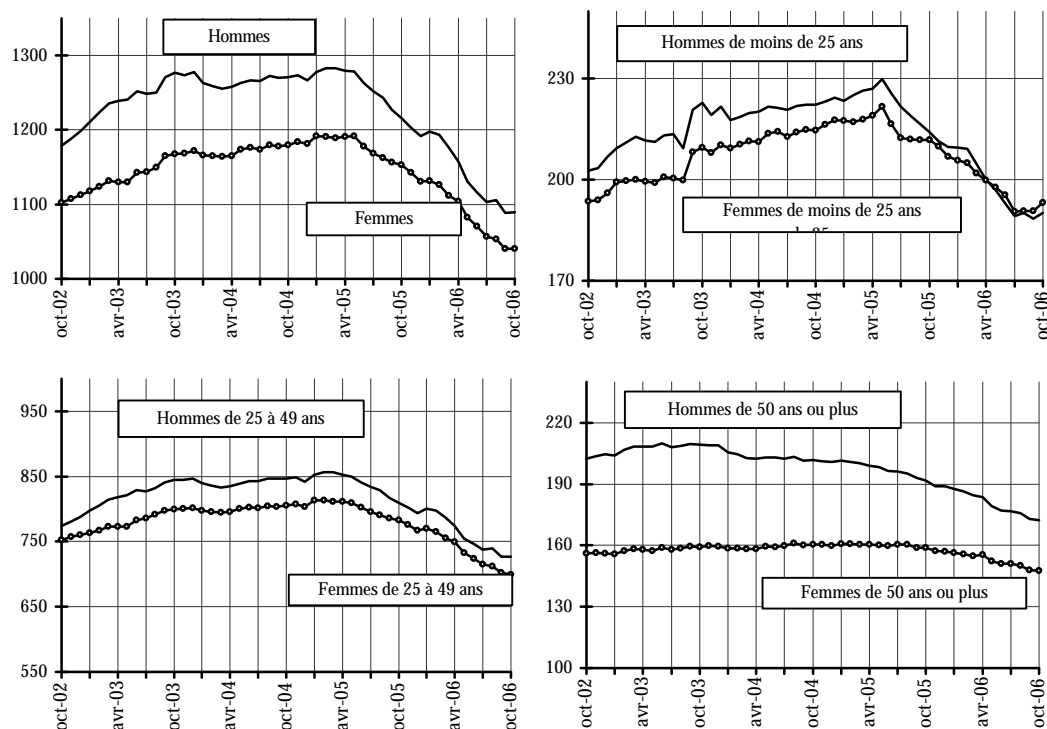 Hommes
1300
1200
1100
1000
Femmes
oct-02
avr-03
oct-03
avr-04
oct-04
avr-05
oct-05
avr-06
oct-06
Hommes de moins de 25 ans
230
200
170
Femmes de moins de 25 ans
oct-02
avr-03
oct-03
avr-04
oct-04
avr-05
oct-05
avr-06
oct-06
Hommes de 25 à 49 ans
950
850
750
650
550
Femmes de 25 à 49 ans
oct-02
avr-03
oct-03
avr-04
oct-04
avr-05
oct-05
avr-06
oct-06
Hommes de 50 ans ou plus
220
190
160
130
100
Femmes de 50 ans ou plus
oct-02
avr-03
oct-03
avr-04
oct-04
avr-05
oct-05
avr-06
oct-06